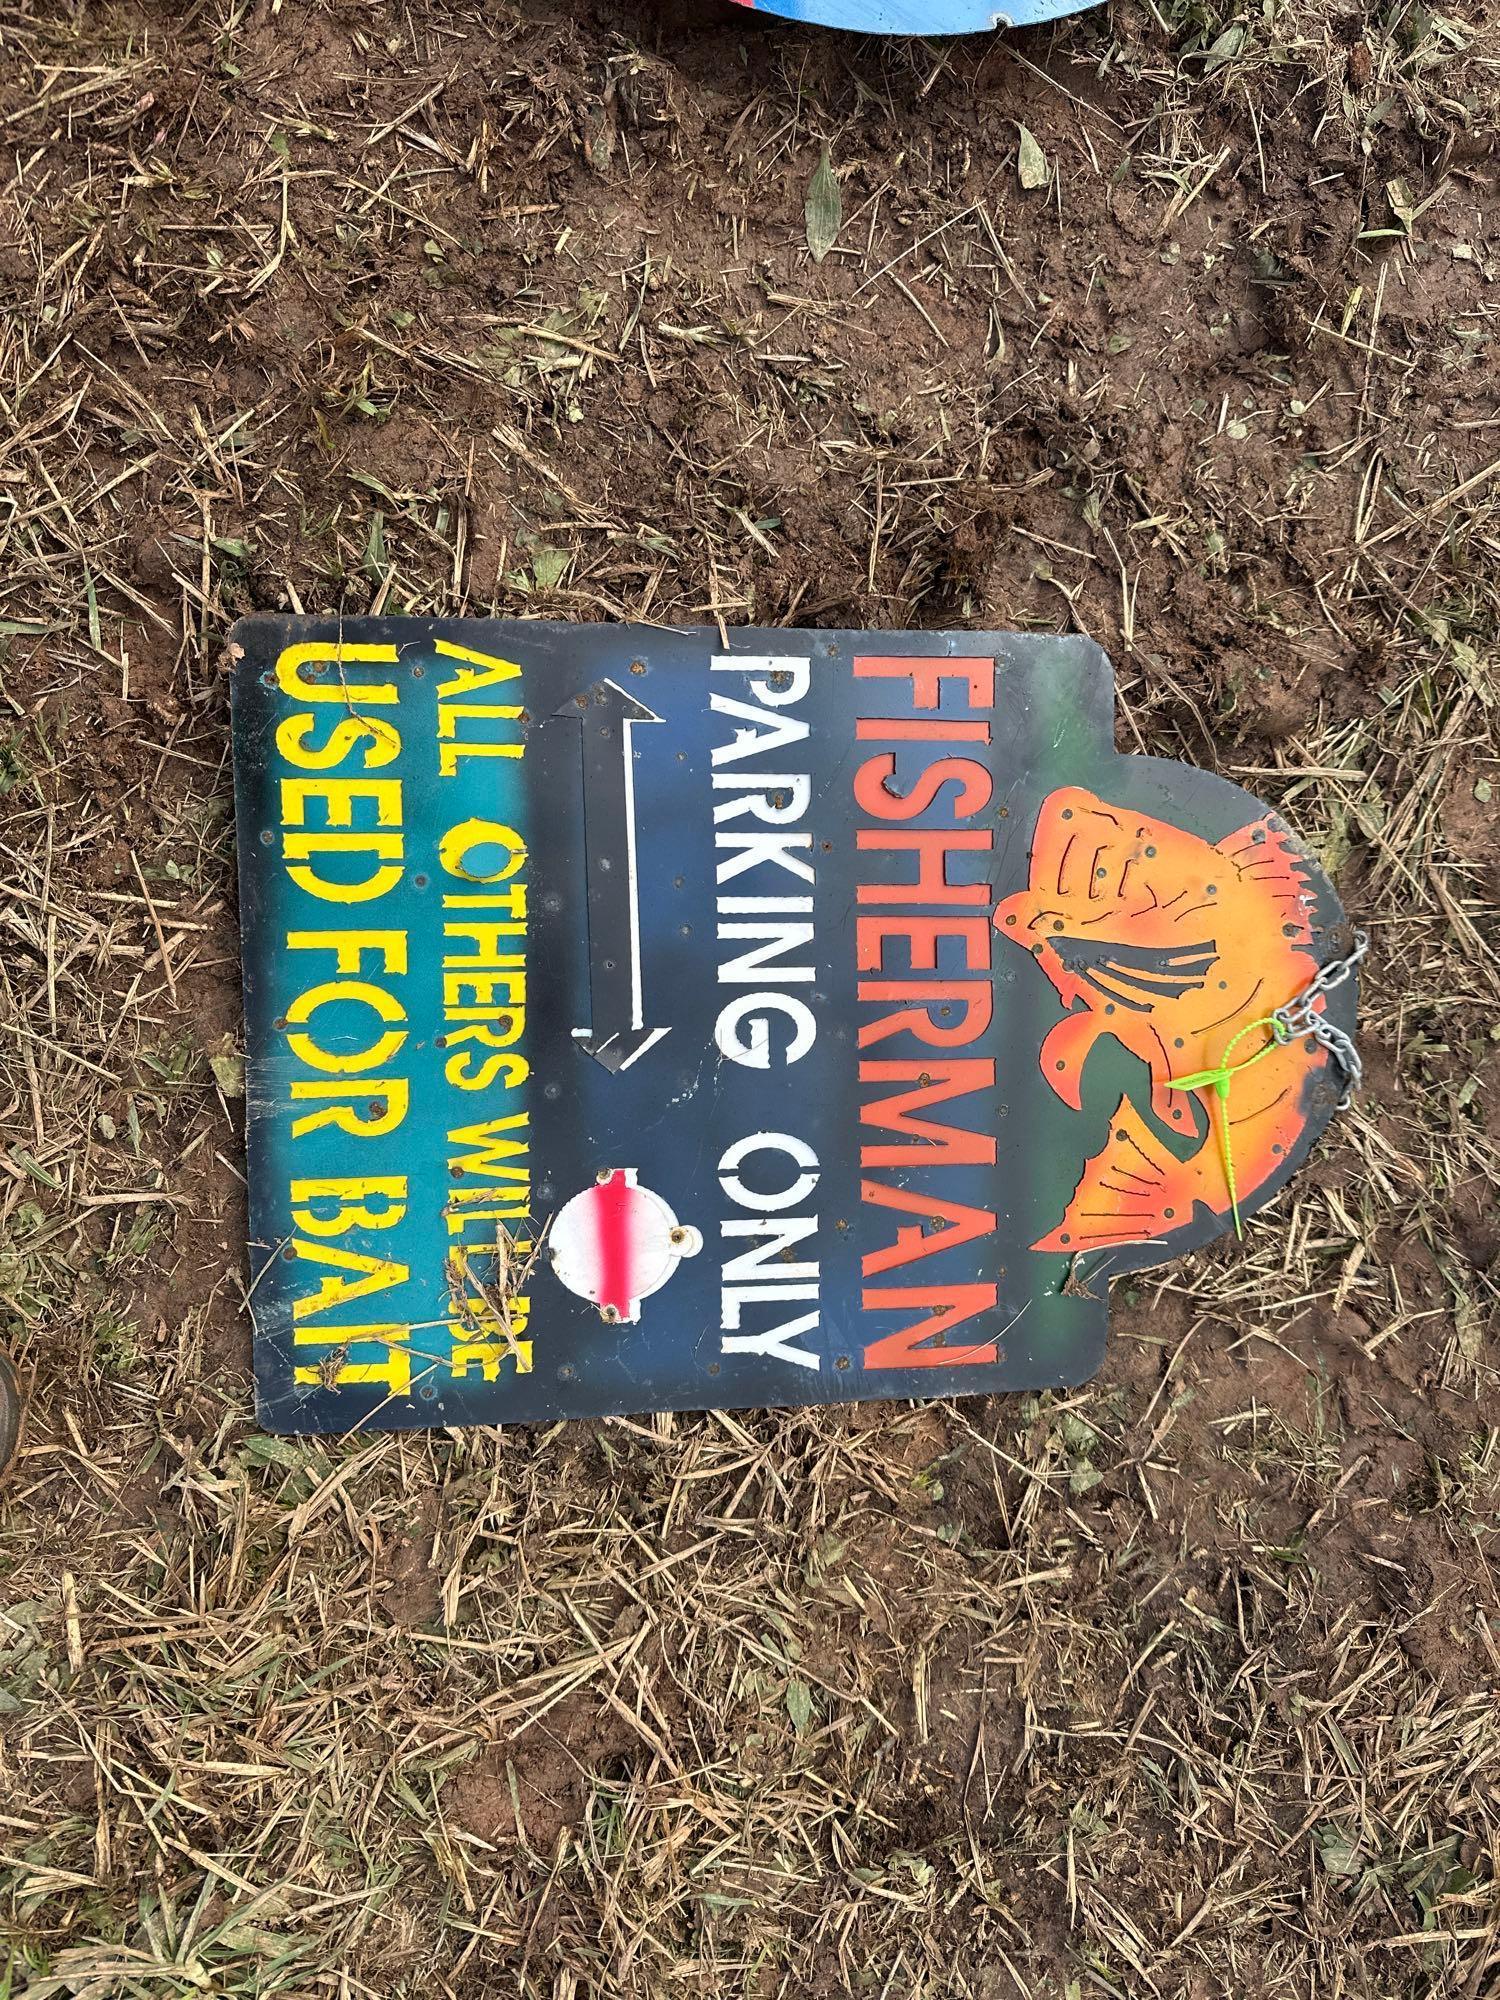 FISHERMAN
PARKING ONLY
ALL OTHERS WILL BE
USED FOR BAIT